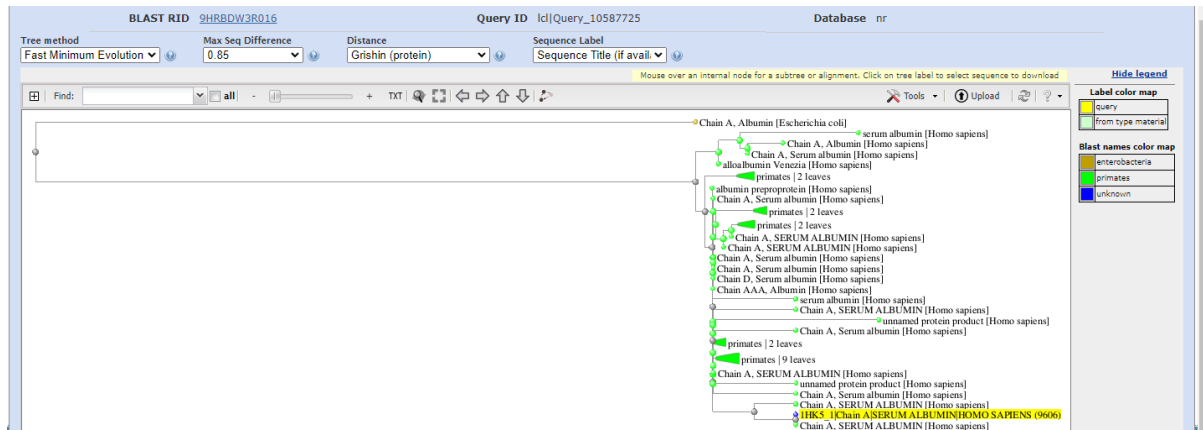 BLAST RID 9HRBDW3R016 Query ID lcl|Query_10587725 Database nr
Tree method Max Seq Difference Distance Sequence Label
Fast Minimum Evolution 0.85 Grishin (protein) Sequence Title (if avail.
Mouse over an internal node for a subtree or alignment. Click on tree label to select sequence to download Hide legend
Find: all - + TXT Tools Upload ?
Label color map
query
from type material
Blast names color map
enterobacteria
primates
unknown
Chain A, Albumin [Escherichia coli]
serum albumin [Homo sapiens]
Chain A, Albumin [Homo sapiens]
Chain A, Serum albumin [Homo sapiens]
alloalbumin Venezia [Homo sapiens]
primates | 2 leaves
albumin preproprotein [Homo sapiens]
Chain A, Serum albumin [Homo sapiens]
primates | 2 leaves
primates | 2 leaves
Chain A, SERUM ALBUMIN [Homo sapiens]
Chain A, SERUM ALBUMIN [Homo sapiens]
Chain A, Serum albumin [Homo sapiens]
Chain A, Serum albumin [Homo sapiens]
Chain D, Serum albumin [Homo sapiens]
Chain AAA, Albumin [Homo sapiens]
serum albumin [Homo sapiens]
Chain A, SERUM ALBUMIN [Homo sapiens]
unnamed protein product [Homo sapiens]
Chain A, Serum albumin [Homo sapiens]
primates | 2 leaves
primates | 9 leaves
Chain A, SERUM ALBUMIN [Homo sapiens]
unnamed protein product [Homo sapiens]
Chain A, Serum albumin [Homo sapiens]
Chain A, SERUM ALBUMIN [Homo sapiens]
1HK5_1|Chain A|SERUM ALBUMIN|HOMO SAPIENS (9606)
Chain A, SERUM ALBUMIN [Homo sapiens]